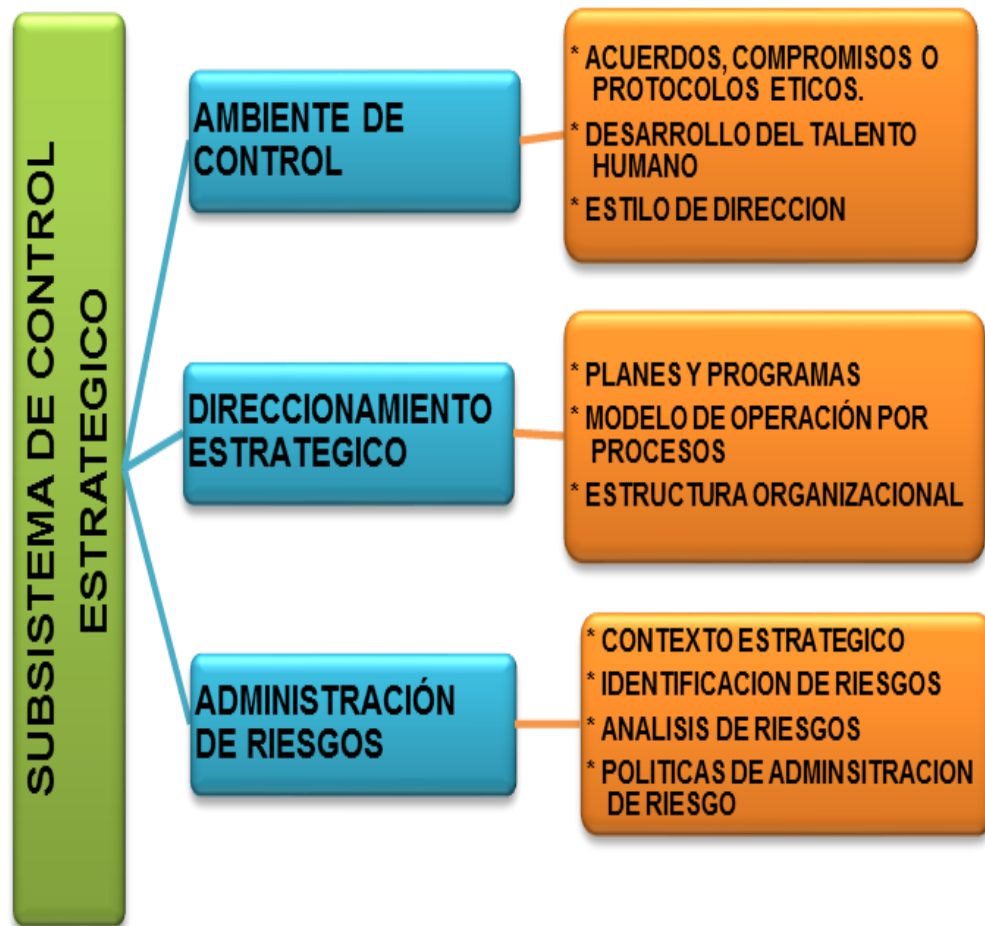 SUBSISTEMA DE CONTROL
ESTRATEGICO
AMBIENTE DE
CONTROL
* ACUERDOS, COMPROMISOS O
PROTOCOLOS ETICOS.
* DESARROLLO DEL TALENTO
HUMANO
* ESTILO DE DIRECCION
DIRECCIONAMIENTO
ESTRATEGICO
* PLANES Y PROGRAMAS
* MODELO DE OPERACIÓN POR
PROCESOS
* ESTRUCTURA ORGANIZACIONAL
ADMINISTRACIÓN
DE RIESGOS
* CONTEXTO ESTRATEGICO
* IDENTIFICACION DE RIESGOS
* ANALISIS DE RIESGOS
* POLITICAS DE ADMINSITRACION
DE RIESGO